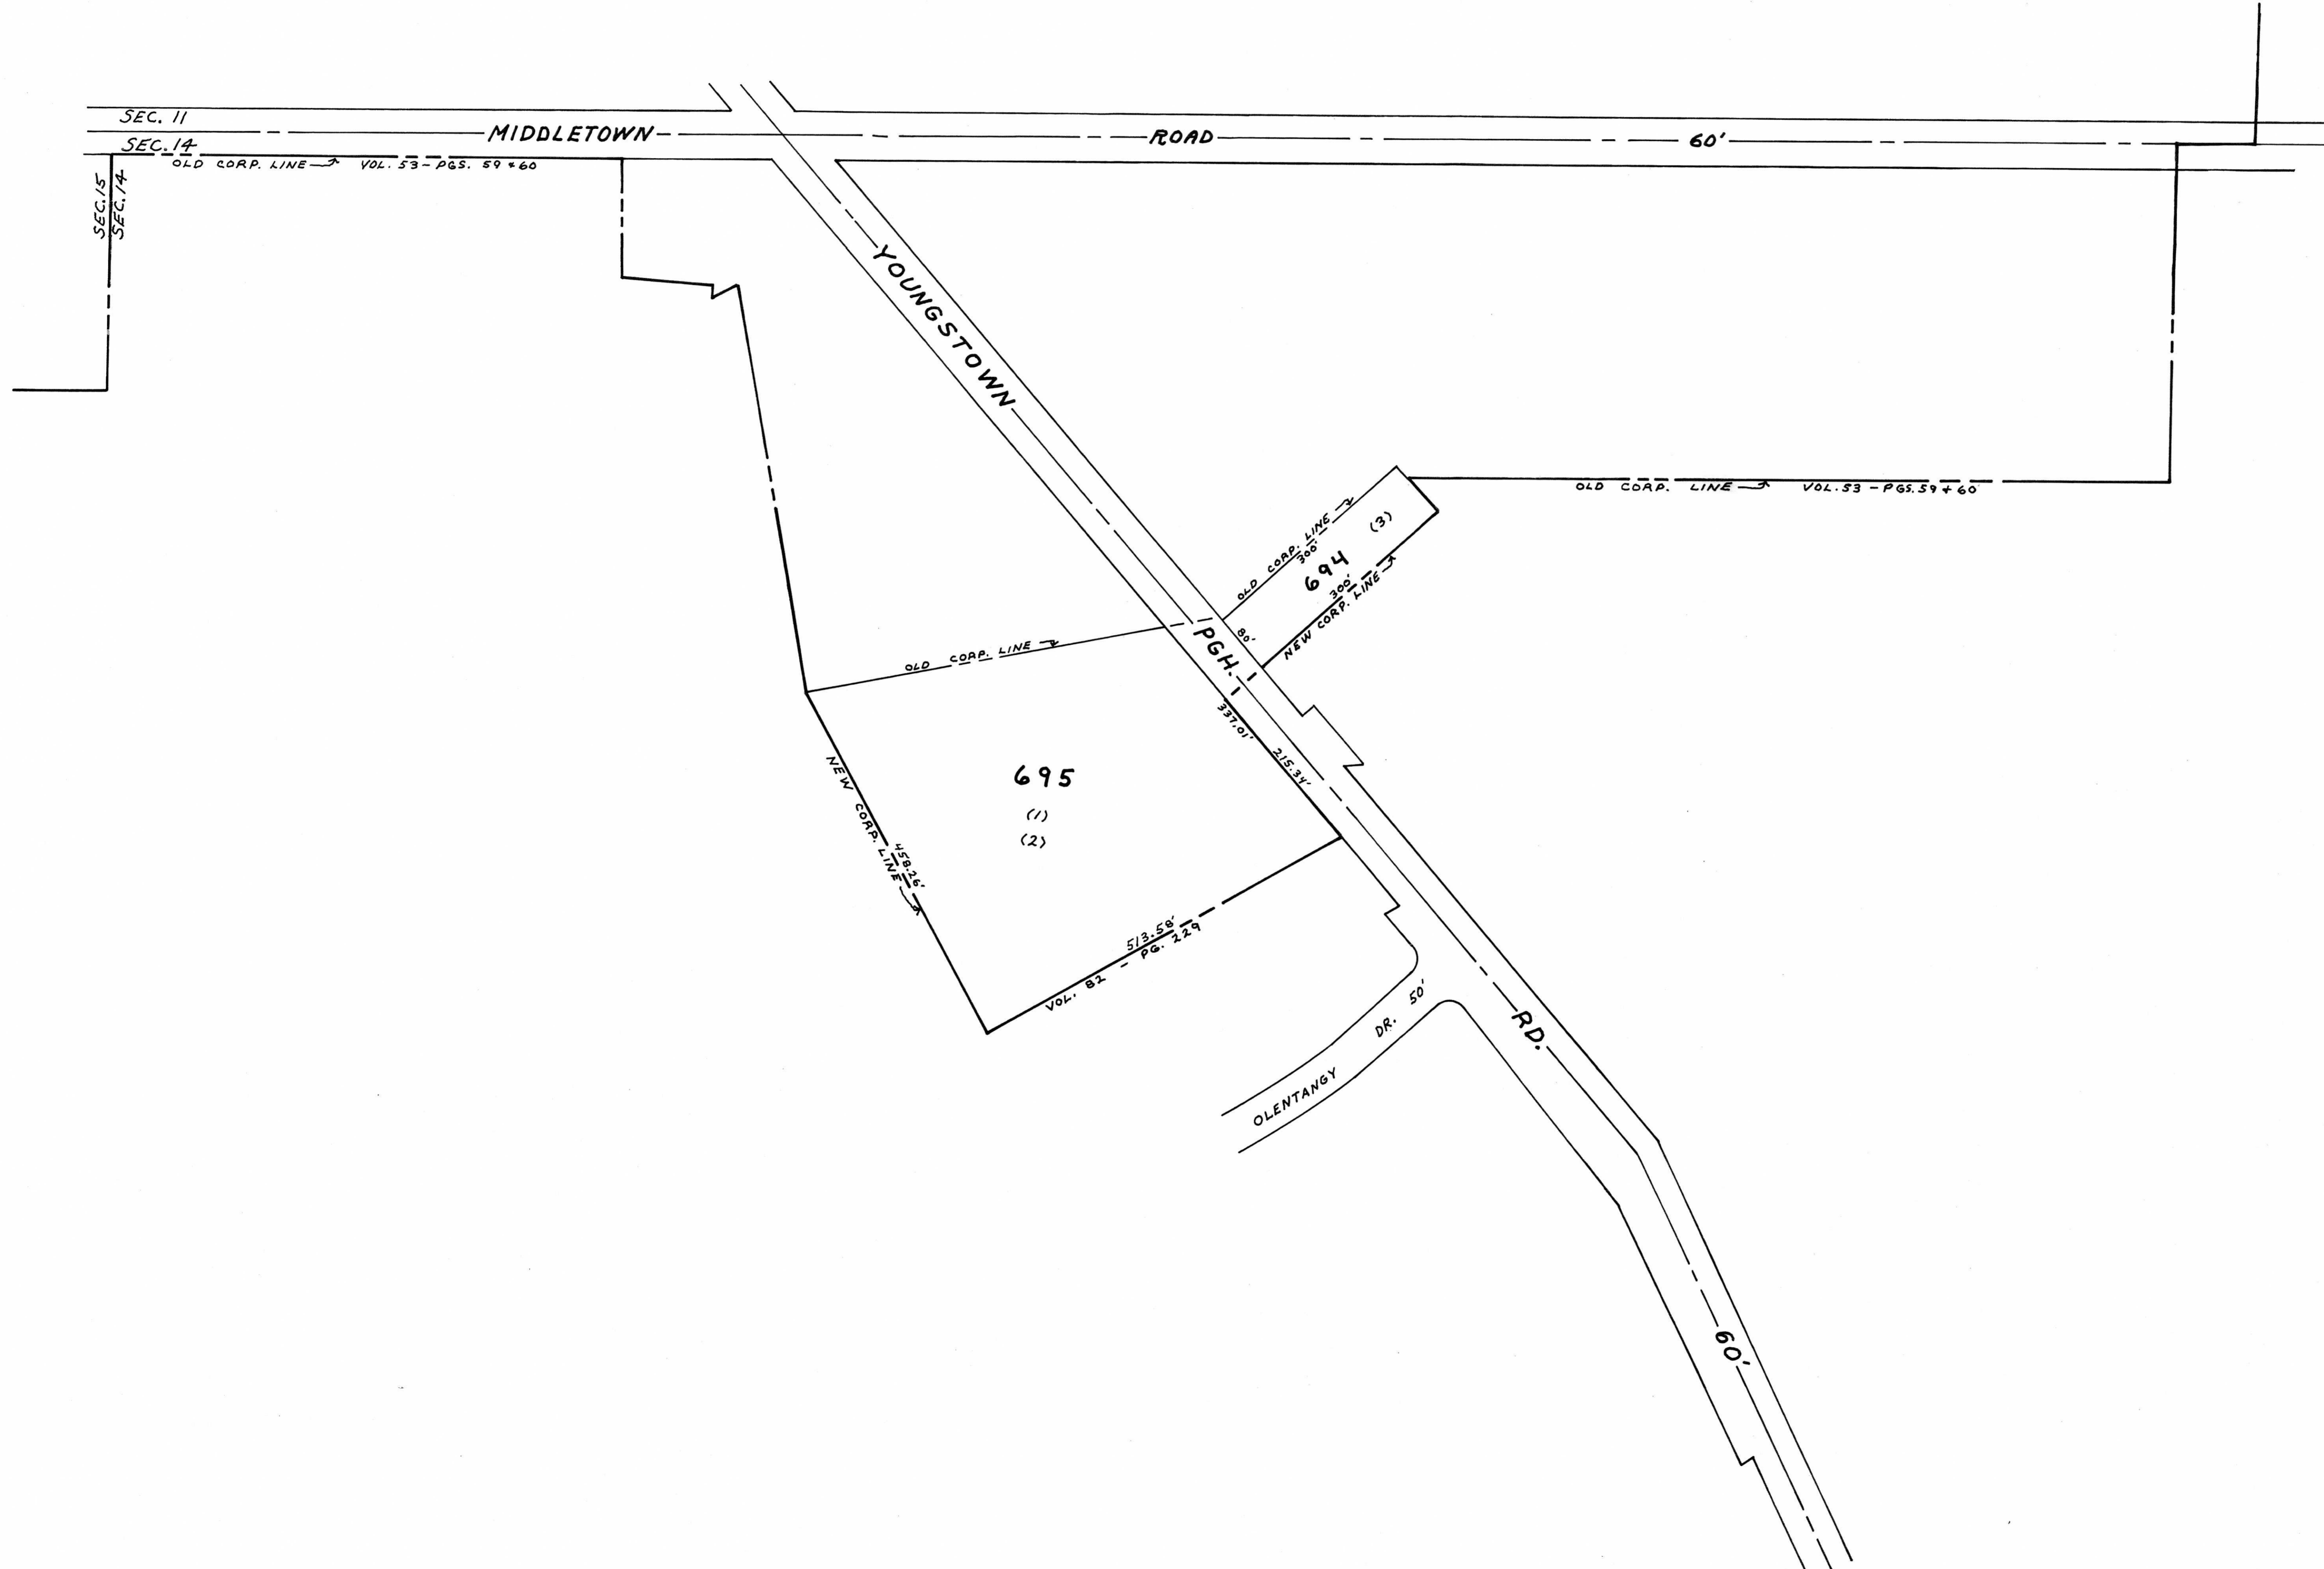 SEC. 11
MIDDLETOWN ROAD 60'
SEC. 14
OLD CORP. LINE VOL. 53 - PGS. 59 + 60
SEC. 15
SEC. 14
YOUNGSTOWN
OLD CORP. LINE VOL. 53 - PGS. 59 + 60
OLD CORP. LINE
300'
(3)
694
300'
NEW CORP. LINE
80'
PGH.
OLD CORP. LINE
337.01'
215.34'
695
(1)
(2)
NEW CORP. LINE
458.26'
513.58'
VOL. 82 - PG. 229
OLENTANGY DR. 50'
RD.
60'